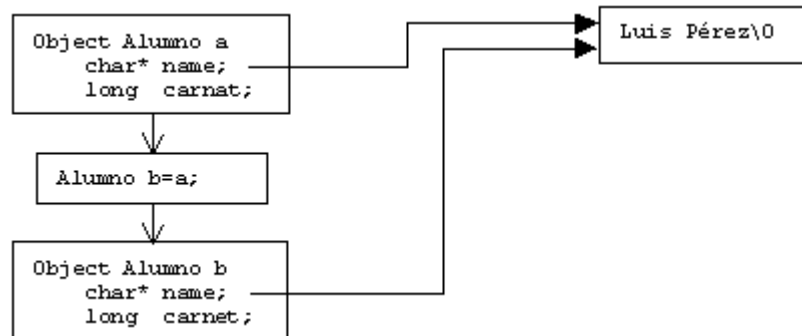 Object Alumno a
char* name;
long carnat;
Luis Pérez\0
Alumno b=a;
Object Alumno b
char* name;
long carnet;